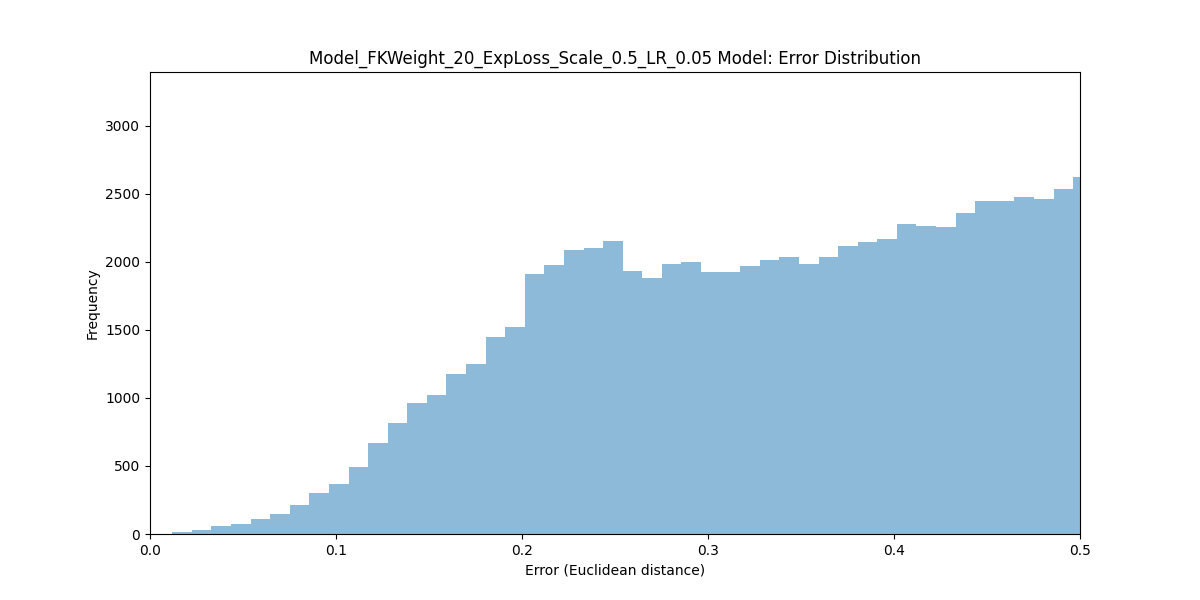 Model_FKWeight_20_ExpLoss_Scale_0.5_LR_0.05 Model: Error Distribution
3000
2500
2000
1500
1000
500
0
Frequency
0.0 0.1 0.2 0.3 0.4 0.5
Error (Euclidean distance)